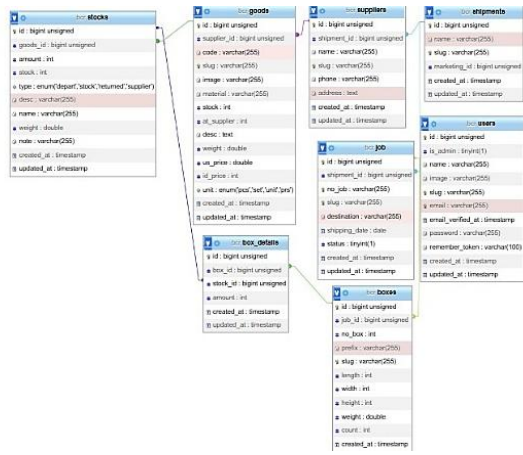 stocks
id : bigint unsigned
goods_id : bigint unsigned
amount : int
stock : int
type : enum('depart','stock','returned','supplier')
desc : varchar(255)
name : varchar(255)
weight : double
note : varchar(255)
created_at : timestamp
updated_at : timestamp
goods
id : bigint unsigned
supplier_id : bigint unsigned
code : varchar(255)
slug : varchar(255)
image : varchar(255)
material : varchar(255)
stock : int
at_supplier : int
desc : text
weight : double
us_price : double
id_price : int
unit : enum('pcs','set','unit','prs')
created_at : timestamp
updated_at : timestamp
suppliers
id : bigint unsigned
shipment_id : bigint unsigned
name : varchar(255)
slug : varchar(255)
phone : varchar(255)
address : text
created_at : timestamp
updated_at : timestamp
shipments
id : bigint unsigned
name : varchar(255)
slug : varchar(255)
marketing_id : bigint unsigned
created_at : timestamp
updated_at : timestamp
users
id : bigint unsigned
is_admin : tinyint(1)
name : varchar(255)
image : varchar(255)
slug : varchar(255)
email : varchar(255)
email_verified_at : timestamp
password : varchar(255)
remember_token : varchar(100)
created_at : timestamp
updated_at : timestamp
job
id : bigint unsigned
shipment_id : bigint unsigned
no_job : varchar(255)
slug : varchar(255)
destination : varchar(255)
shipping_date : date
status : tinyint(1)
created_at : timestamp
updated_at : timestamp
box_details
id : bigint unsigned
box_id : bigint unsigned
stock_id : bigint unsigned
amount : int
created_at : timestamp
updated_at : timestamp
boxes
id : bigint unsigned
job_id : bigint unsigned
no_box : int
prefix : varchar(255)
slug : varchar(255)
length : int
width : int
height : int
weight : double
count : int
created_at : timestamp